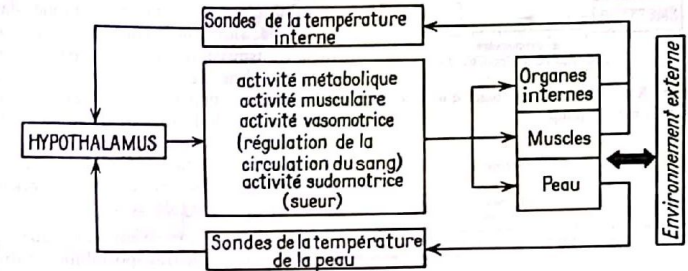 Sondes de la température
interne
activité métabolique
activité musculaire
activité vasomotrice
(régulation de la
circulation du sang)
activité sudomotrice
(sueur)
HYPOTHALAMUS
Organes
internes
Muscles
Peau
Environnement externe
Sondes de la température
de la peau